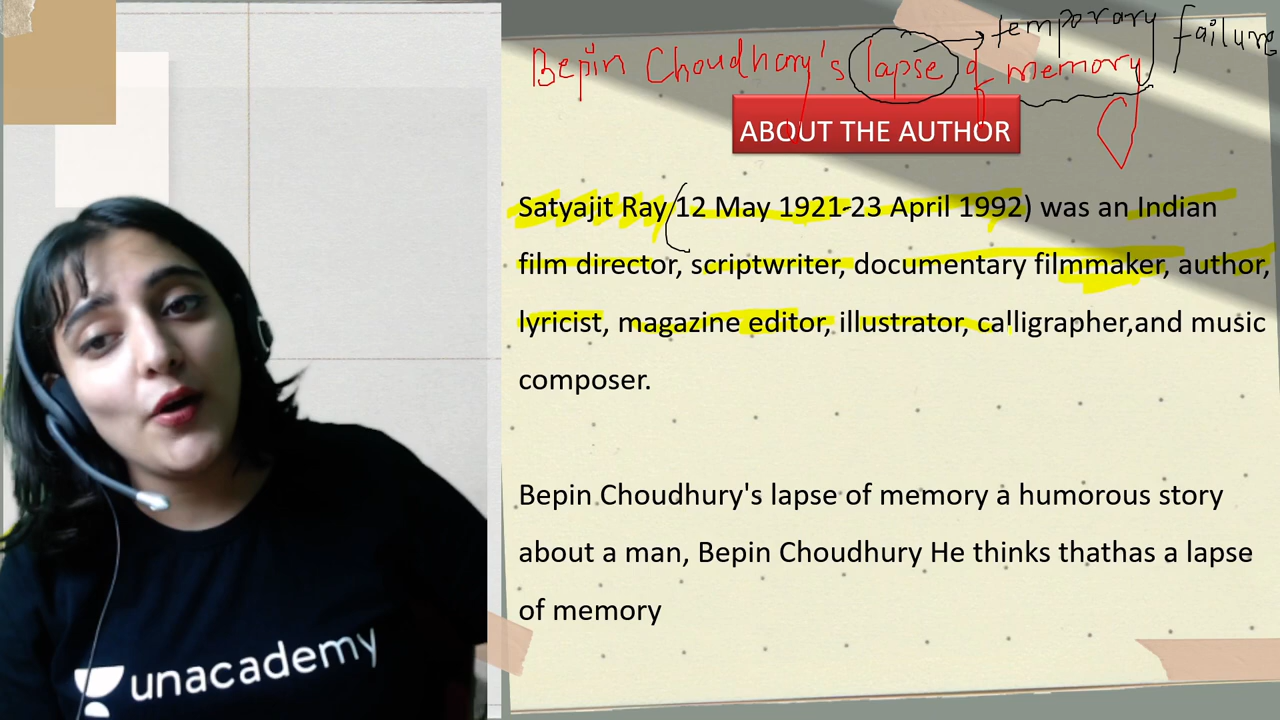 temporary failure
Bepin Choudhary's lapse of memory
ABOUT THE AUTHOR
Satyajit Ray (12 May 1921-23 April 1992) was an Indian
film director, scriptwriter, documentary filmmaker, author,
lyricist, magazine editor, illustrator, calligrapher,and music
composer.
Bepin Choudhury's lapse of memory a humorous story
about a man, Bepin Choudhury He thinks thathas a lapse
of memory
unacademy